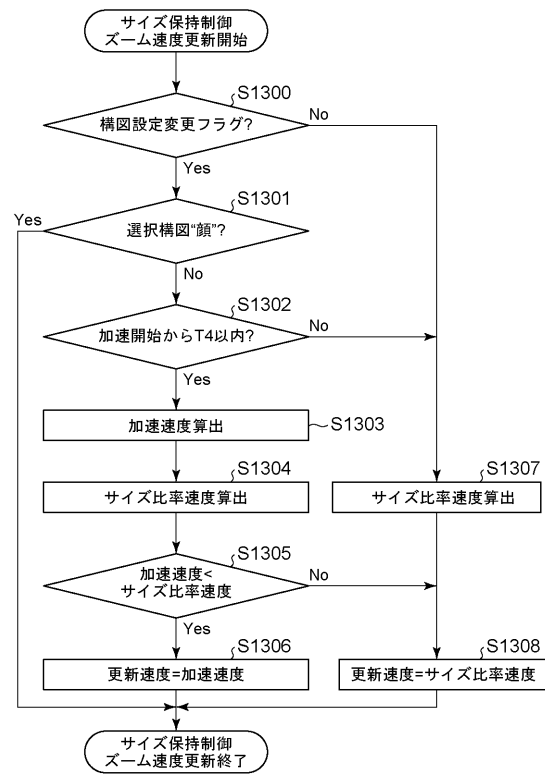 サイズ保持制御
ズーム速度更新開始
S1300
構図設定変更フラグ?
No
Yes
S1301
Yes
選択構図“顔”?
No
S1302
加速開始からT4以内?
No
Yes
加速速度算出
S1303
S1304
サイズ比率速度算出
S1307
サイズ比率速度算出
S1305
加速速度<
サイズ比率速度
No
Yes
S1306
更新速度=加速速度
S1308
更新速度=サイズ比率速度
サイズ保持制御
ズーム速度更新終了